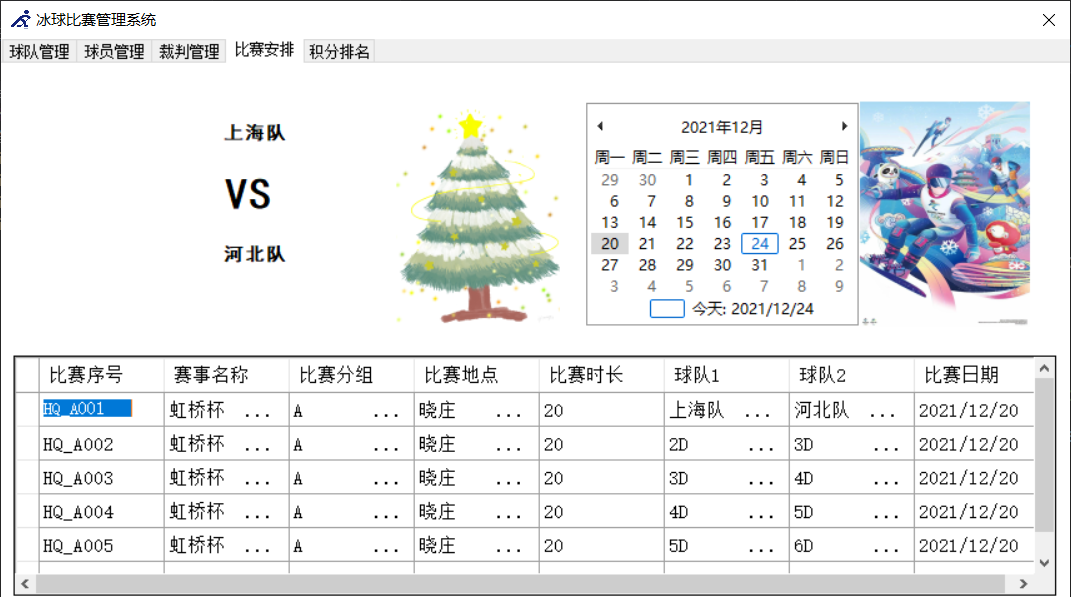 冰球比赛管理系统
球队管理 球员管理 裁判管理 比赛安排 积分排名
上海队
VS
河北队
2021年12月
周一 周二 周三 周四 周五 周六 周日
29 30 1 2 3 4 5
6 7 8 9 10 11 12
13 14 15 16 17 18 19
20 21 22 23 24 25 26
27 28 29 30 31 1 2
3 4 5 6 7 8 9
今天: 2021/12/24
比赛序号 赛事名称 比赛分组 比赛地点 比赛时长 球队1 球队2 比赛日期
HQ_A001 虹桥杯 ... A ... 晓庄 ... 20 上海队 ... 河北队 ... 2021/12/20
HQ_A002 虹桥杯 ... A ... 晓庄 ... 20 2D ... 3D ... 2021/12/20
HQ_A003 虹桥杯 ... A ... 晓庄 ... 20 3D ... 4D ... 2021/12/20
HQ_A004 虹桥杯 ... A ... 晓庄 ... 20 4D ... 5D ... 2021/12/20
HQ_A005 虹桥杯 ... A ... 晓庄 ... 20 5D ... 6D ... 2021/12/20